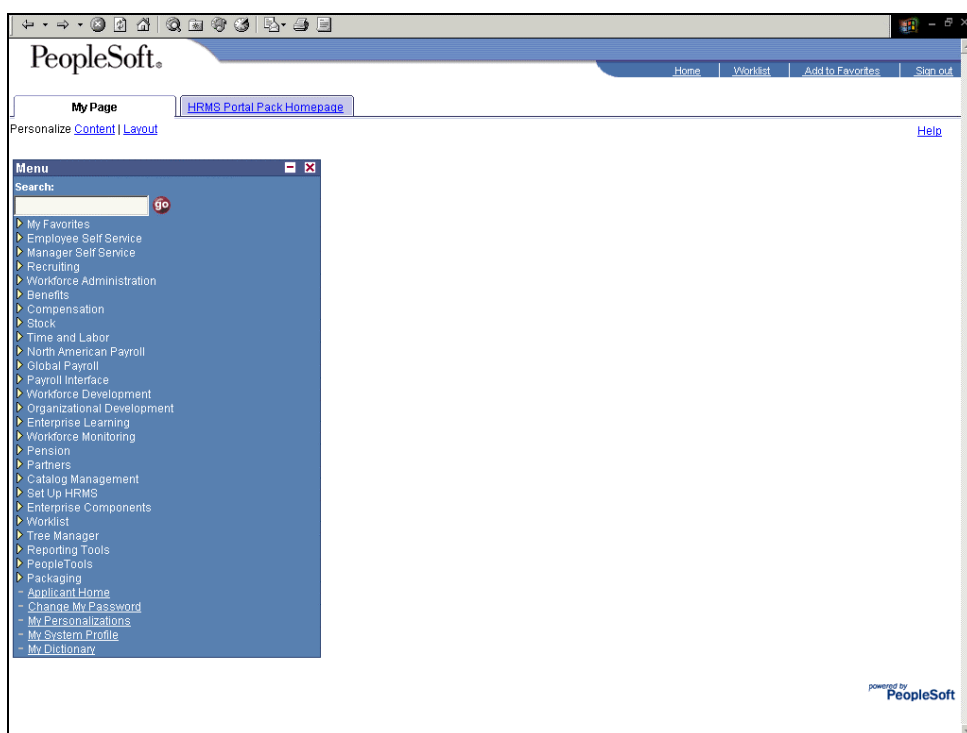 PeopleSoft®
Home Worklist Add to Favorites Sign out
My Page HRMS Portal Pack Homepage
Personalize Content | Layout Help
Menu
Search:
go
My Favorites
Employee Self Service
Manager Self Service
Recruiting
Workforce Administration
Benefits
Compensation
Stock
Time and Labor
North American Payroll
Global Payroll
Payroll Interface
Workforce Development
Organizational Development
Enterprise Learning
Workforce Monitoring
Pension
Partners
Catalog Management
Set Up HRMS
Enterprise Components
Worklist
Tree Manager
Reporting Tools
PeopleTools
Packaging
- Applicant Home
- Change My Password
- My Personalizations
- My System Profile
- My Dictionary
powered by
PeopleSoft